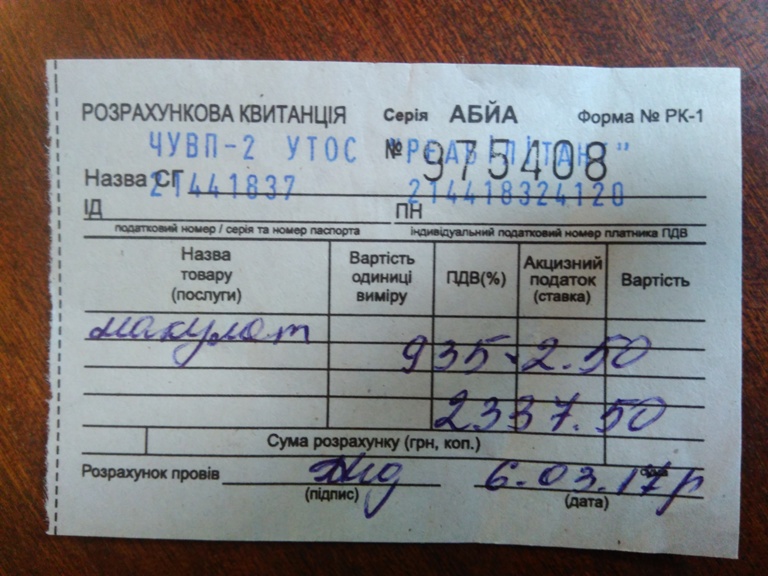 РОЗРАХУНКОВА КВИТАНЦІЯ Серія АБЙА Форма № РК-1
ЧУВП-2 УТОС "РЕАБІЛІТАНТ"
№ 975408
Назва СГ
21441837 214418324120
ІД ПН
податковий номер / серія та номер паспорта індивідуальний податковий номер платника ПДВ
Назва товару (послуги) Вартість одиниці виміру ПДВ(%) Акцизний податок (ставка) Вартість
макулат
935 - 2.50
2337.50
Сума розрахунку (грн, коп.)
Розрахунок провів 6.03.17р
(підпис) (дата)